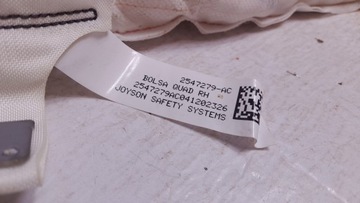 2547279-AC
BOLSA QUAD RH
2547279AC041202326
JOYSON SAFETY SYSTEMS